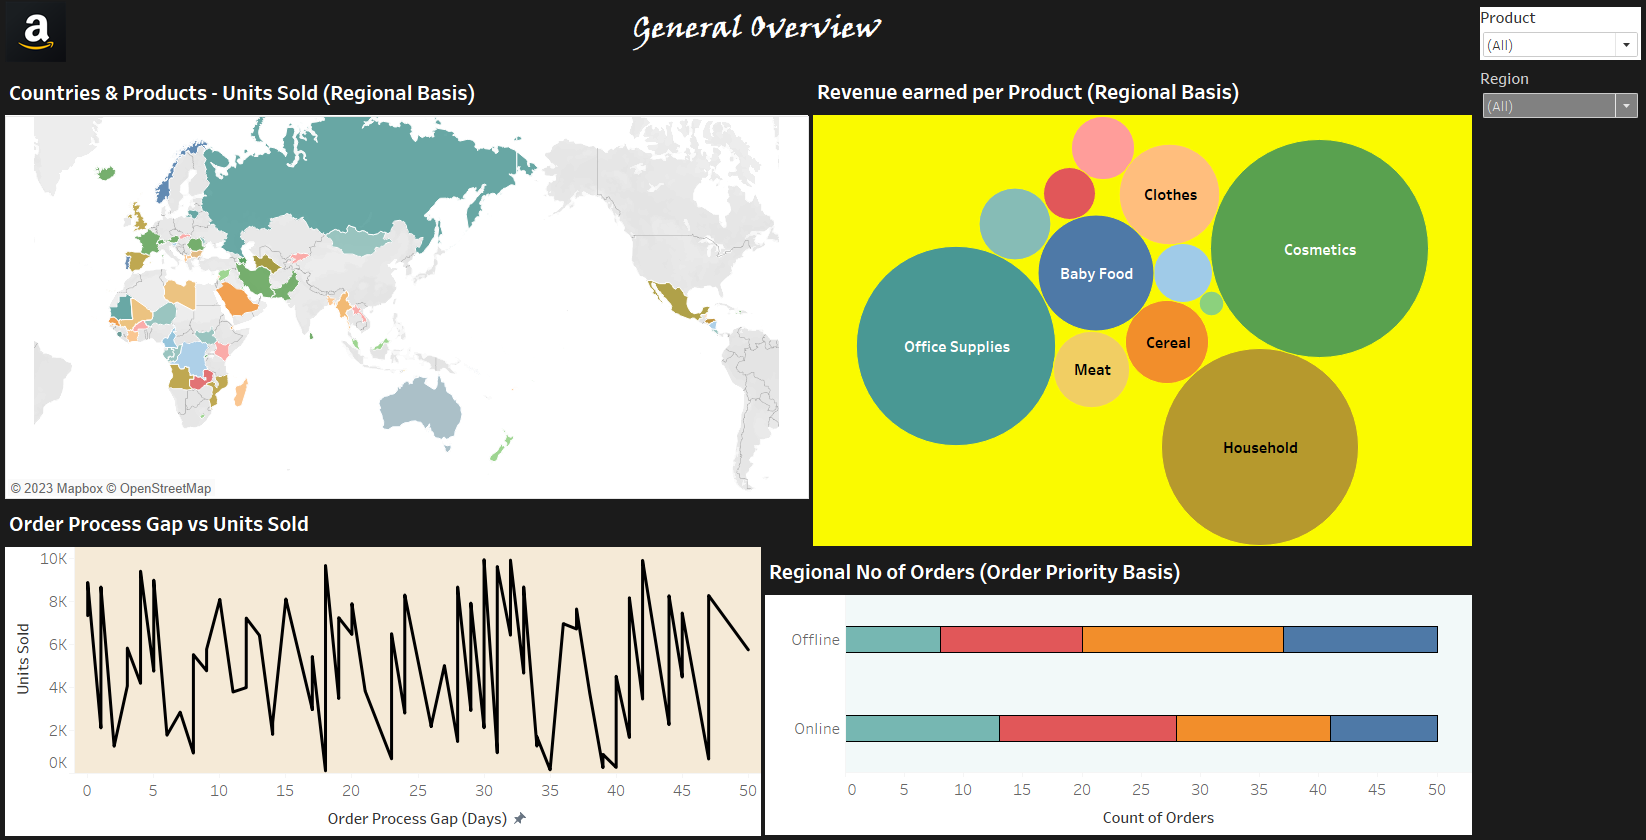 a
General Overview
Product
(All)
Region
(All)
Countries & Products - Units Sold (Regional Basis)
© 2023 Mapbox © OpenStreetMap
Revenue earned per Product (Regional Basis)
Clothes
Cosmetics
Baby Food
Office Supplies
Cereal
Meat
Household
Order Process Gap vs Units Sold
Units Sold
10K
8K
6K
4K
2K
0K
0 5 10 15 20 25 30 35 40 45 50
Order Process Gap (Days)
Regional No of Orders (Order Priority Basis)
Offline
Online
0 5 10 15 20 25 30 35 40 45 50
Count of Orders